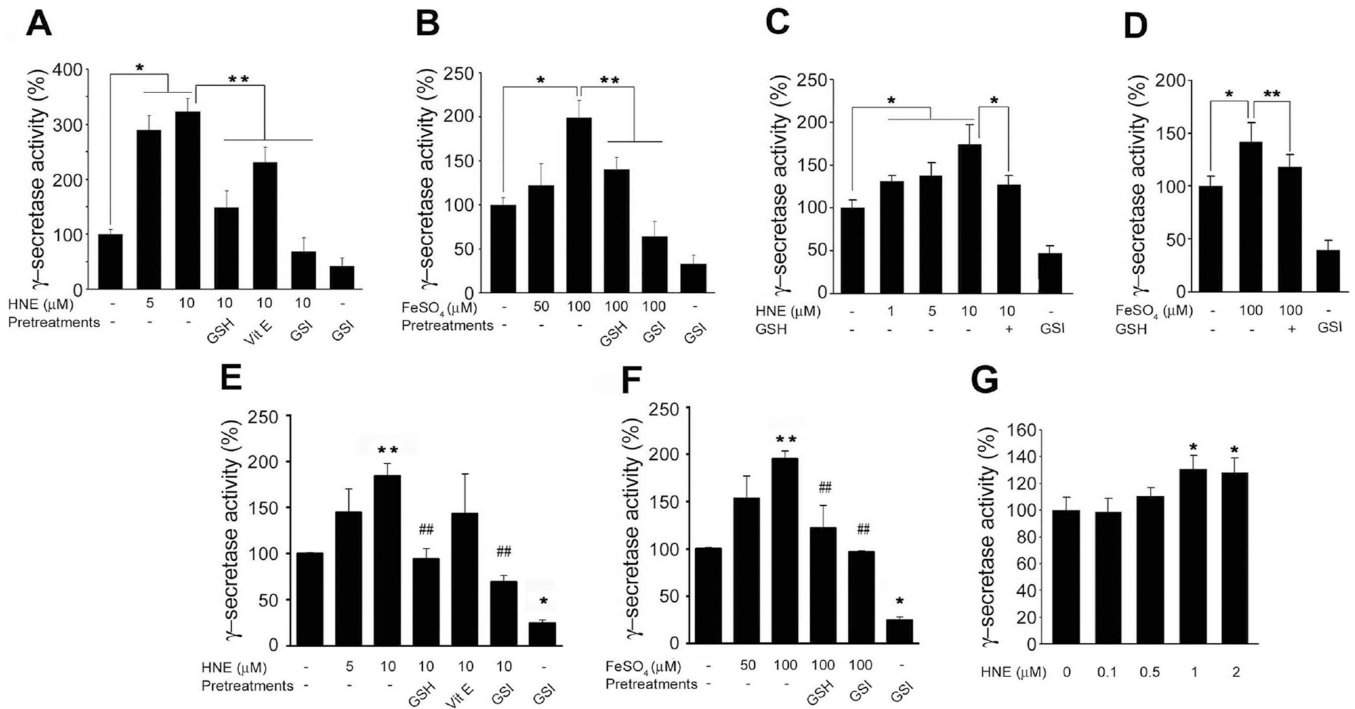 A
γ–secretase activity (%)
400
300
200
100
0
*
**
HNE (μM) - 5 10 10 10 10 -
Pretreatments - - - GSH Vit E GSI GSI
B
γ–secretase activity (%)
250
200
150
100
50
0
*
**
FeSO4 (μM) - 50 100 100 100 -
Pretreatments - - - GSH GSI GSI
C
γ–secretase activity (%)
250
200
150
100
50
0
*
*
HNE (μM) - 1 5 10 10 -
GSH - - - - + GSI
D
γ–secretase activity (%)
200
150
100
50
0
*
**
FeSO4 (μM) - 100 100 -
GSH - - + GSI
E
γ–secretase activity (%)
250
200
150
100
50
0
**
##
##
*
HNE (μM) - 5 10 10 10 10 -
Pretreatments - - - GSH Vit E GSI GSI
F
γ–secretase activity (%)
250
200
150
100
50
0
**
##
##
*
FeSO4 (μM) - 50 100 100 100 -
Pretreatments - - - GSH GSI GSI
G
γ–secretase activity (%)
160
140
120
100
80
60
40
20
0
*
*
HNE (μM) 0 0.1 0.5 1 2